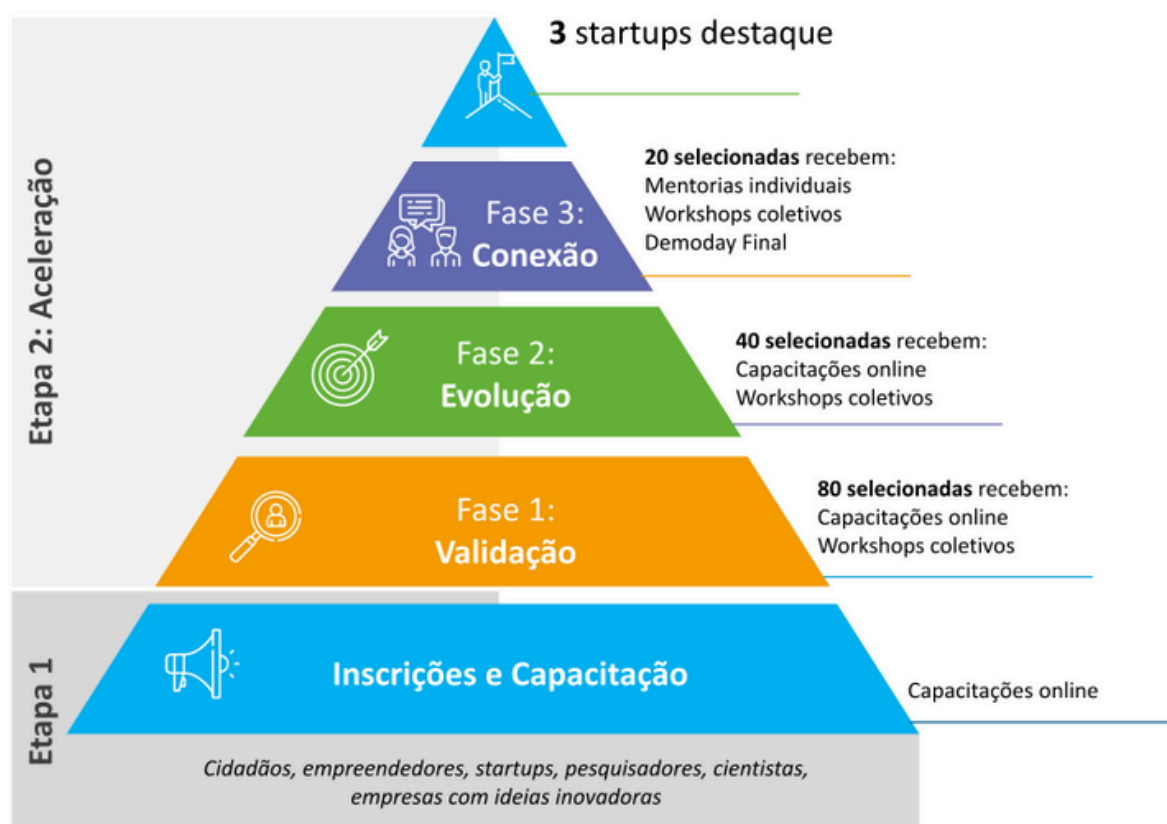 3 startups destaque
Etapa 2: Aceleração
20 selecionadas recebem:
Mentorias individuais
Workshops coletivos
Demoday Final
Fase 3:
Conexão
40 selecionadas recebem:
Capacitações online
Workshops coletivos
Fase 2:
Evolução
80 selecionadas recebem:
Capacitações online
Workshops coletivos
Fase 1:
Validação
Etapa 1
Inscrições e Capacitação
Capacitações online
Cidadãos, empreendedores, startups, pesquisadores, cientistas,
empresas com ideias inovadoras